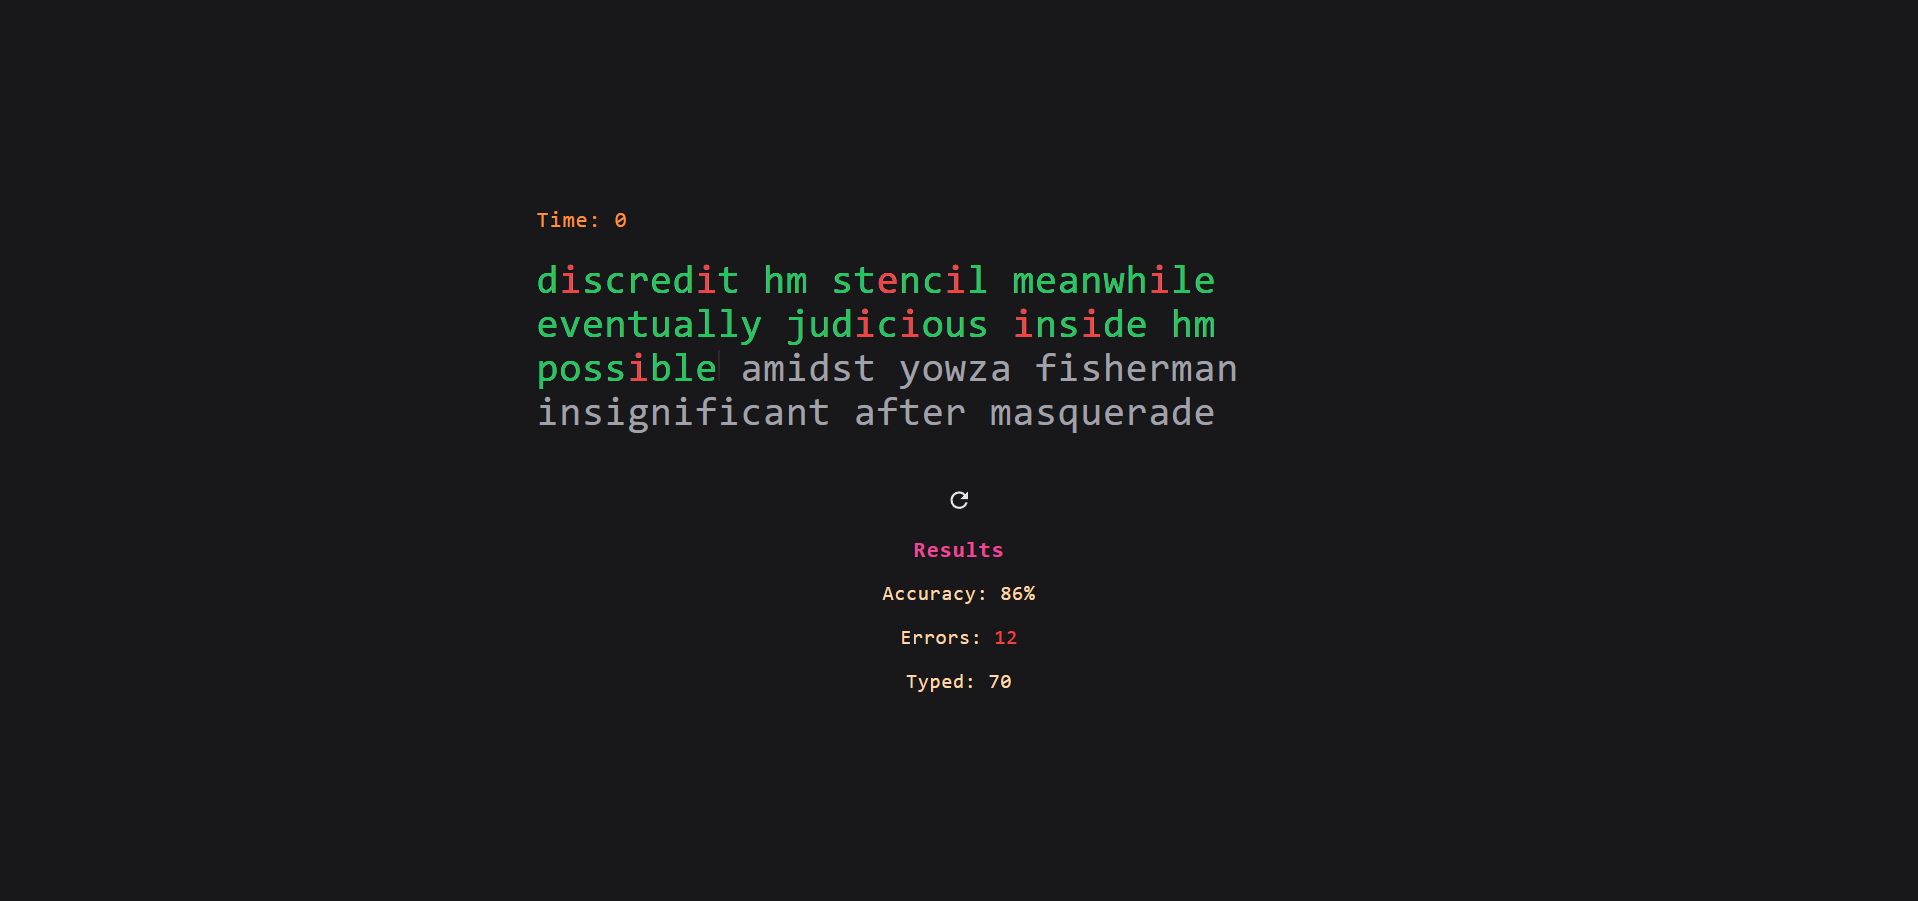 Time: 0
discredit hm stencil meanwhile
eventually judicious inside hm
possible amidst yowza fisherman
insignificant after masquerade
Results
Accuracy: 86%
Errors: 12
Typed: 70